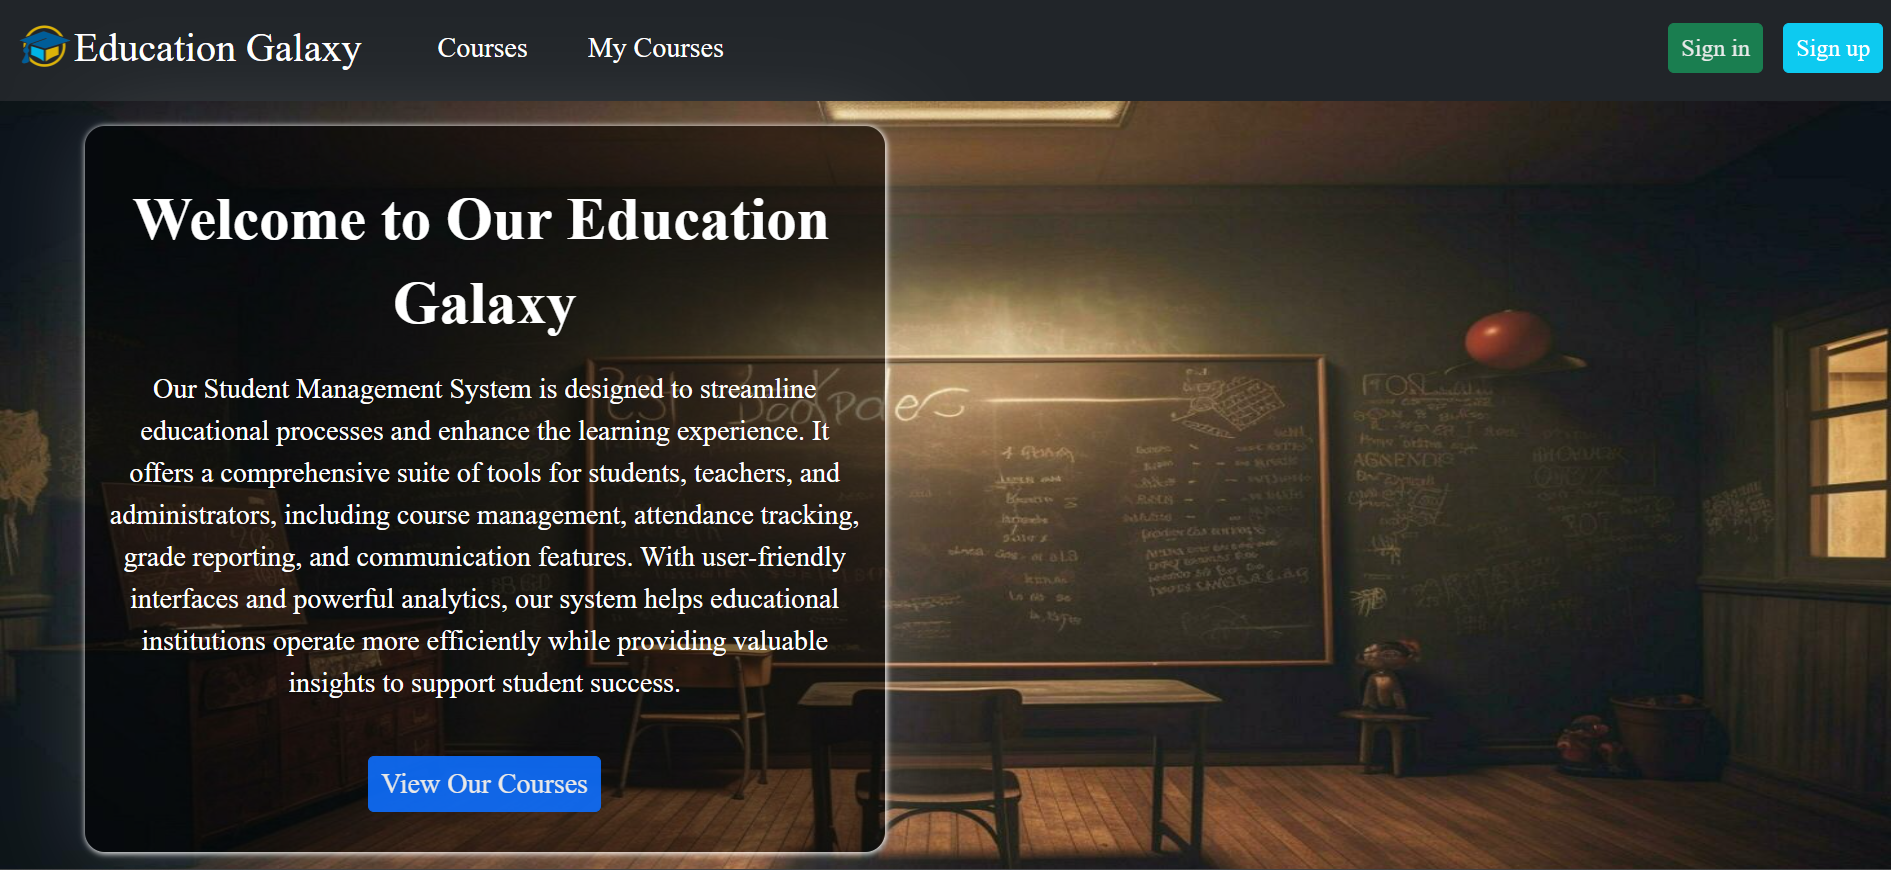 Education Galaxy
Courses
My Courses
Sign in
Sign up
Welcome to Our Education
Galaxy
Our Student Management System is designed to streamline
educational processes and enhance the learning experience. It
offers a comprehensive suite of tools for students, teachers, and
administrators, including course management, attendance tracking,
grade reporting, and communication features. With user-friendly
interfaces and powerful analytics, our system helps educational
institutions operate more efficiently while providing valuable
insights to support student success.
View Our Courses